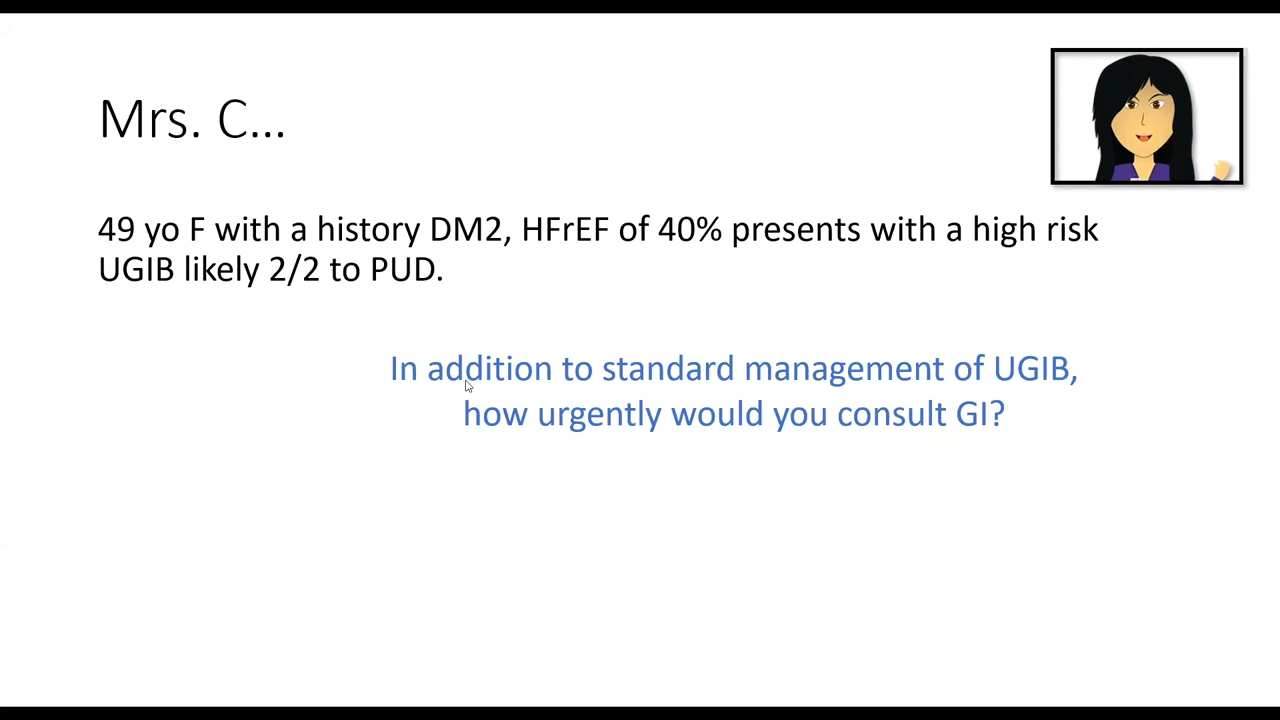 Mrs. C…
49 yo F with a history DM2, HFrEF of 40% presents with a high risk
UGIB likely 2/2 to PUD.
In addition to standard management of UGIB,
how urgently would you consult GI?